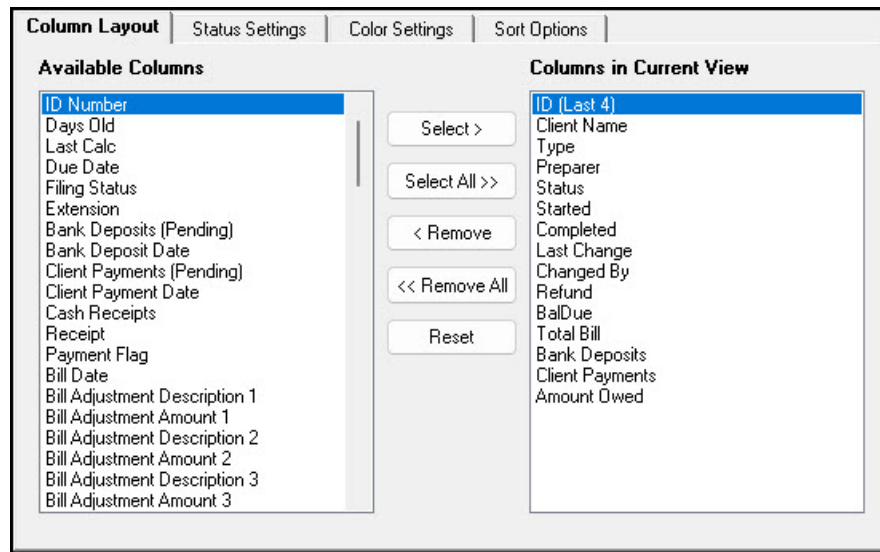 Column Layout
Status Settings
Color Settings
Sort Options
Available Columns
ID Number
Days Old
Last Calc
Due Date
Filing Status
Extension
Bank Deposits (Pending)
Bank Deposit Date
Client Payments (Pending)
Client Payment Date
Cash Receipts
Receipt
Payment Flag
Bill Date
Bill Adjustment Description 1
Bill Adjustment Amount 1
Bill Adjustment Description 2
Bill Adjustment Amount 2
Bill Adjustment Description 3
Bill Adjustment Amount 3
Select >
Select All >>
< Remove
<< Remove All
Reset
Columns in Current View
ID (Last 4)
Client Name
Type
Preparer
Status
Started
Completed
Last Change
Changed By
Refund
BalDue
Total Bill
Bank Deposits
Client Payments
Amount Owed